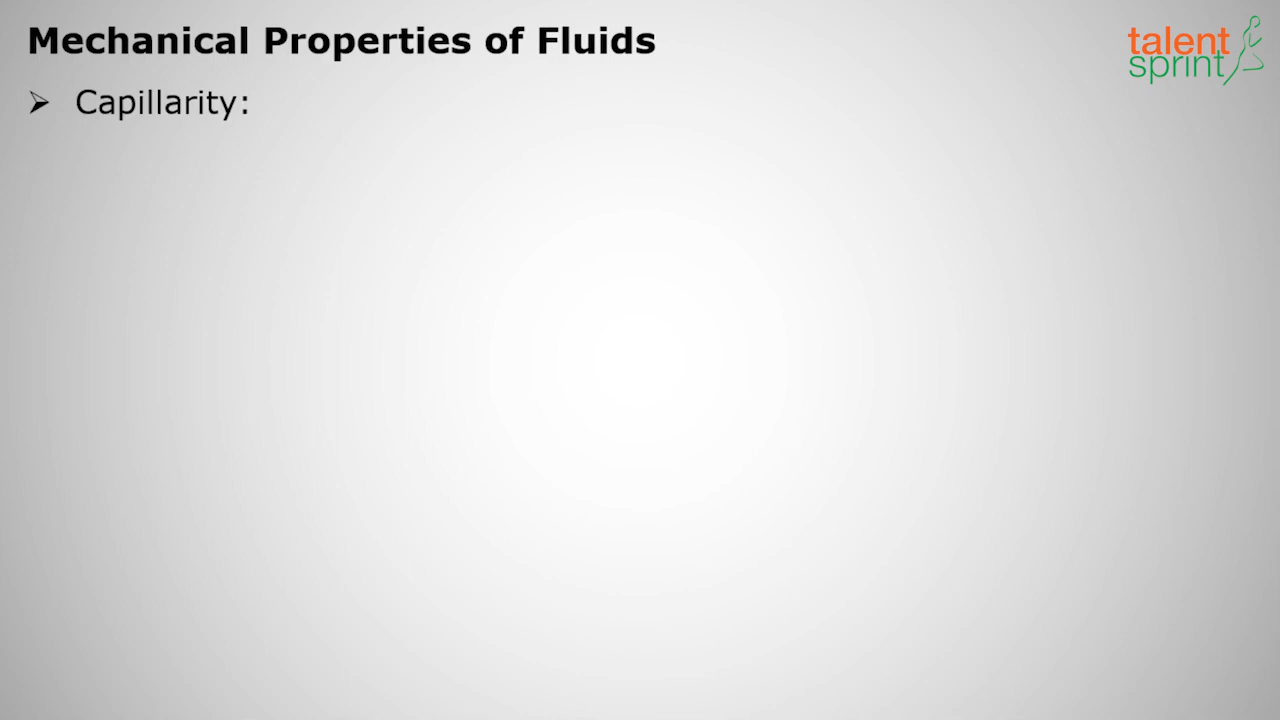 Mechanical Properties of Fluids
talent
sprint
➢ Capillarity: